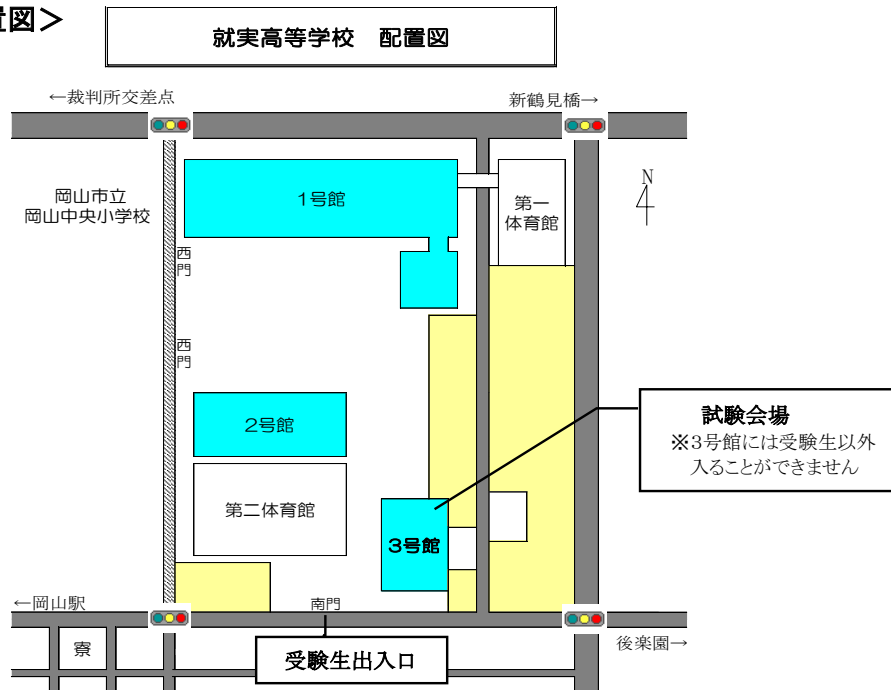 置図＞
就実高等学校　配置図
←裁判所交差点
新鶴見橋→
岡山市立
岡山中央小学校
1号館
第一
体育館
N
西
門
西
門
2号館
試験会場
※3号館には受験生以外
入ることができません
第二体育館
3号館
←岡山駅
南門
後楽園→
寮
受験生出入口